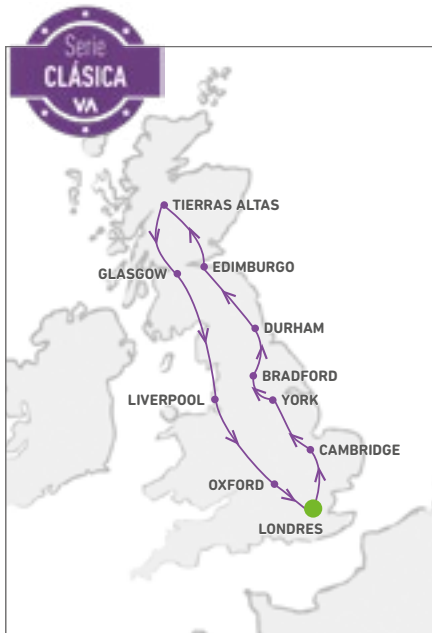 Serie
CLÁSICA
VA
TIERRAS ALTAS
EDIMBURGO
GLASGOW
DURHAM
BRADFORD
LIVERPOOL
YORK
CAMBRIDGE
OXFORD
LONDRES